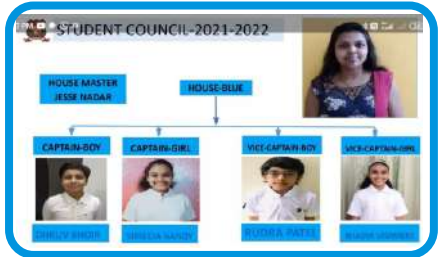 STUDENT COUNCIL-2021-2022
HOUSE MASTER
JESSE NADAR
HOUSE-BLUE
CAPTAIN-BOY
CAPTAIN-GIRL
VICE-CAPTAIN-BOY
VICE-CAPTAIN-GIRL
DHRUV
RUDRA PATEL